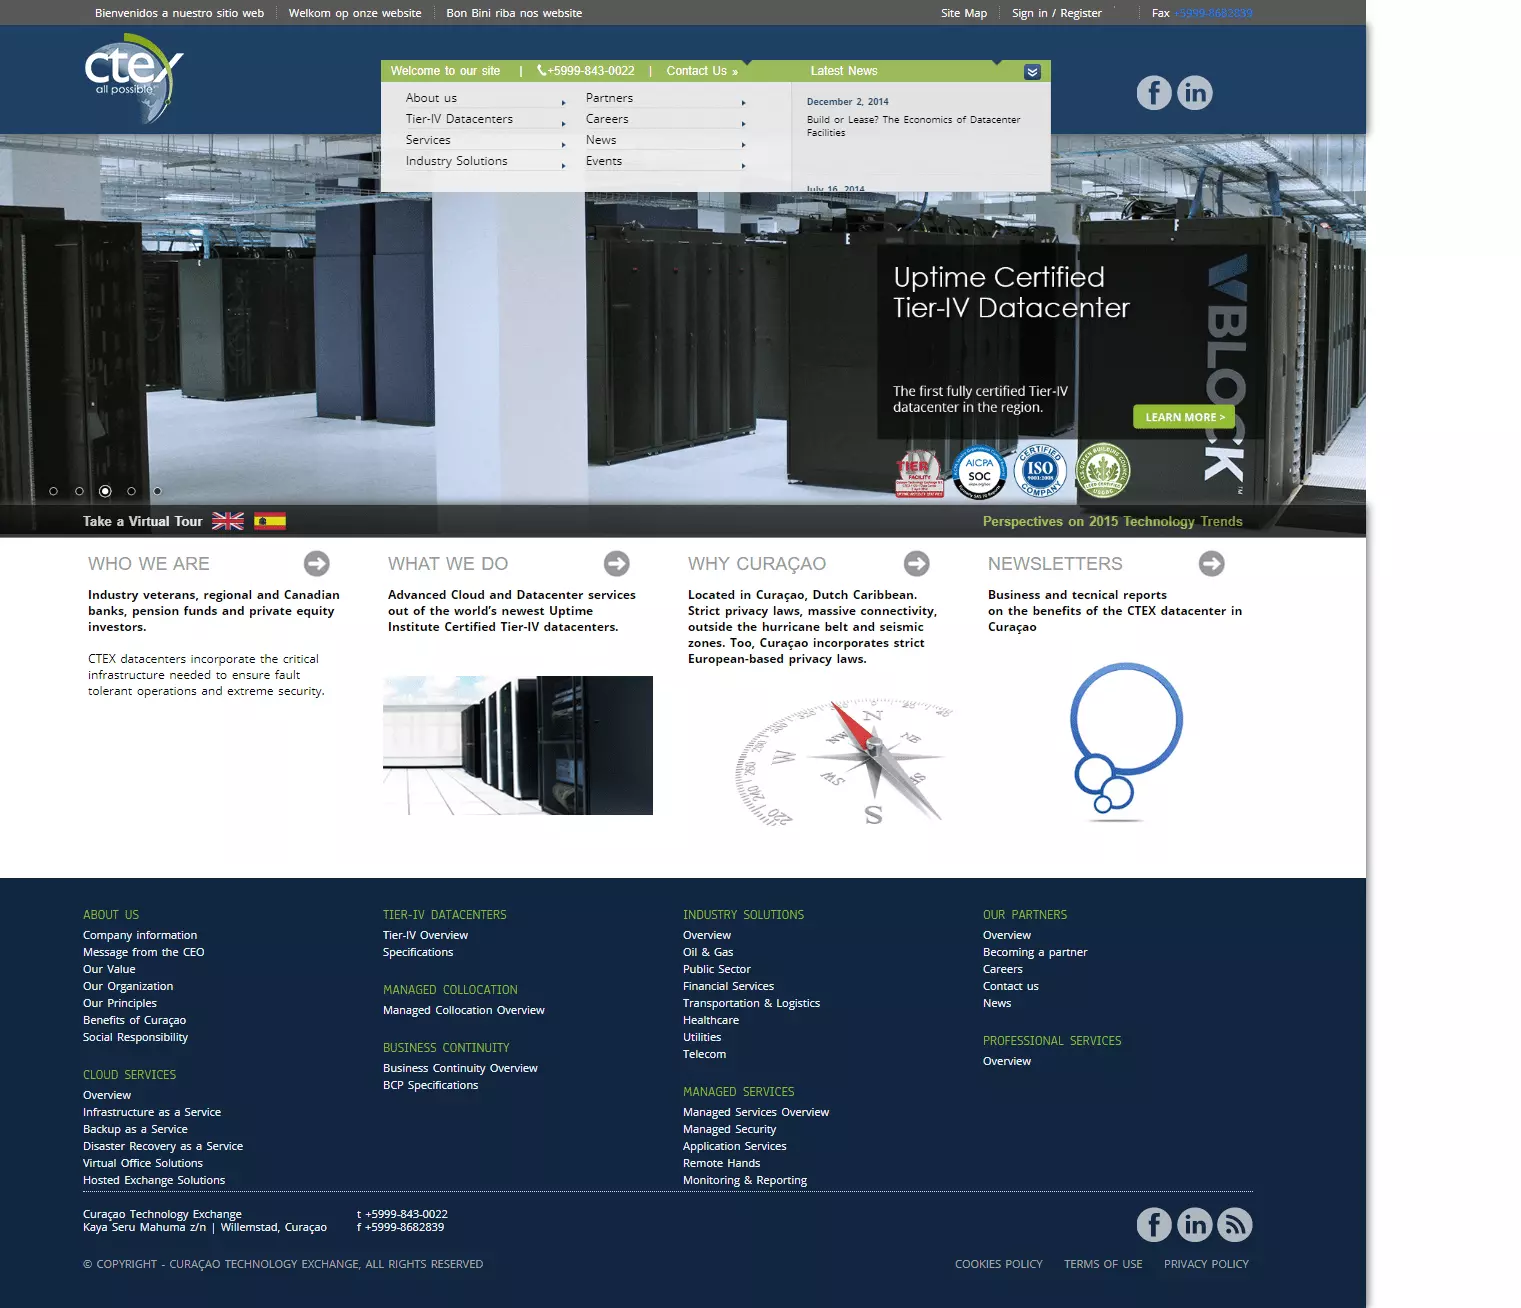 Bienvenidos a nuestro sitio web
Welkom op onze website
Bon Bini riba nos website
Site Map
Sign in / Register
Fax +5999-8682839
ctex
all possible
Welcome to our site | +5999-843-0022 | Contact Us »
Latest News
About us
Tier-IV Datacenters
Services
Industry Solutions
Partners
Careers
News
Events
December 2, 2014
Build or Lease? The Economics of Datacenter
Facilities
July 16, 2014
Uptime Certified
Tier-IV Datacenter
The first fully certified Tier-IV
datacenter in the region.
LEARN MORE >
VBLOCK
TIER
FACILITY
AICPA
SOC
CERTIFIED
ISO
9001:2008
COMPANY
USGBC
Take a Virtual Tour
Perspectives on 2015 Technology Trends
WHO WE ARE
Industry veterans, regional and Canadian
banks, pension funds and private equity
investors.
CTEX datacenters incorporate the critical
infrastructure needed to ensure fault
tolerant operations and extreme security.
WHAT WE DO
Advanced Cloud and Datacenter services
out of the world's newest Uptime
Institute Certified Tier-IV datacenters.
WHY CURAÇAO
Located in Curaçao, Dutch Caribbean.
Strict privacy laws, massive connectivity,
outside the hurricane belt and seismic
zones. Too, Curaçao incorporates strict
European-based privacy laws.
N
NE
W
SW
S
NEWSLETTERS
Business and tecnical reports
on the benefits of the CTEX datacenter in
Curaçao
ABOUT US
Company information
Message from the CEO
Our Value
Our Organization
Our Principles
Benefits of Curaçao
Social Responsibility
CLOUD SERVICES
Overview
Infrastructure as a Service
Backup as a Service
Disaster Recovery as a Service
Virtual Office Solutions
Hosted Exchange Solutions
TIER-IV DATACENTERS
Tier-IV Overview
Specifications
MANAGED COLLOCATION
Managed Collocation Overview
BUSINESS CONTINUITY
Business Continuity Overview
BCP Specifications
INDUSTRY SOLUTIONS
Overview
Oil & Gas
Public Sector
Financial Services
Transportation & Logistics
Healthcare
Utilities
Telecom
MANAGED SERVICES
Managed Services Overview
Managed Security
Application Services
Remote Hands
Monitoring & Reporting
OUR PARTNERS
Overview
Becoming a partner
Careers
Contact us
News
PROFESSIONAL SERVICES
Overview
Curaçao Technology Exchange
Kaya Seru Mahuma z/n | Willemstad, Curaçao
t +5999-843-0022
f +5999-8682839
© COPYRIGHT - CURAÇAO TECHNOLOGY EXCHANGE, ALL RIGHTS RESERVED
COOKIES POLICY
TERMS OF USE
PRIVACY POLICY